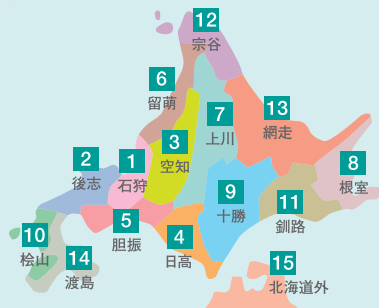 12
宗谷
6
留萌
13
網走
7
上川
3
空知
2
後志
1
石狩
8
根室
9
十勝
11
釧路
5
胆振
4
日高
10
桧山
14
渡島
15
北海道外